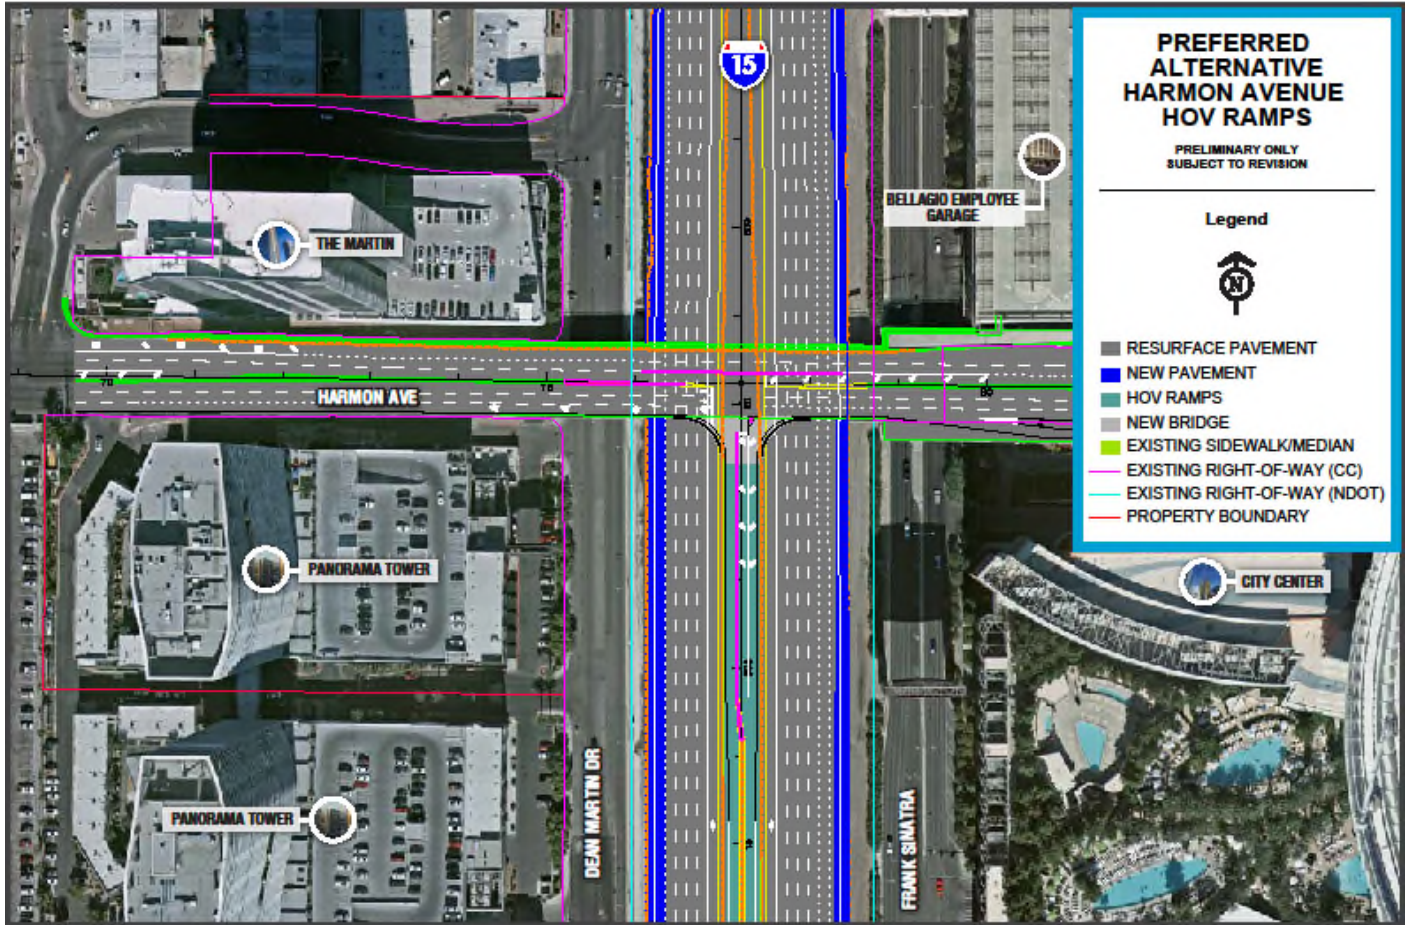 15
PREFERRED
ALTERNATIVE
HARMON AVENUE
HOV RAMPS
PRELIMINARY ONLY
SUBJECT TO REVISION
Legend
N
RESURFACE PAVEMENT
NEW PAVEMENT
HOV RAMPS
NEW BRIDGE
EXISTING SIDEWALK/MEDIAN
EXISTING RIGHT-OF-WAY (CC)
EXISTING RIGHT-OF-WAY (NDOT)
PROPERTY BOUNDARY
BELLAGIO EMPLOYEE
GARAGE
THE MARTIN
HARMON AVE
PANORAMA TOWER
CITY CENTER
PANORAMA TOWER
DEAN MARTIN DR
FRANK SINATRA